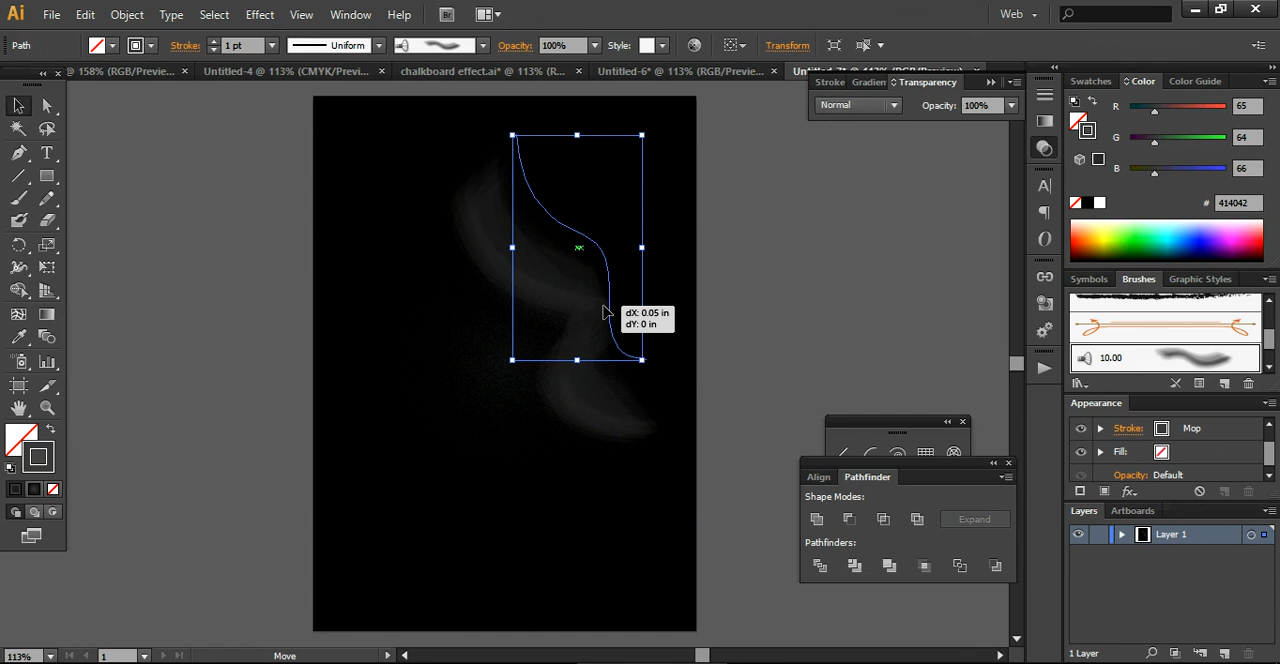 Ai File Edit Object Type Select Effect View Window Help Br Web
Path Stroke: 1 pt Uniform Opacity: 100% Style: Transform
@ 158% (RGB/Previe... × Untitled-4 @ 113% (CMYK/Previ... × chalkboard effect.ai* @ 113% (R... × Untitled-6* @ 113% (RGB/Previe... ×
Stroke Gradien Transparency
Normal Opacity: 100%
Swatches Color Color Guide
R 65
G 64
B 66
# 414042
Symbols Brushes Graphic Styles
10.00
Appearance
Stroke: Mop
Fill:
Opacity: Default
Layers Artboards
Layer 1
1 Layer
dX: 0.05 in
dY: 0 in
Align Pathfinder
Shape Modes:
Expand
Pathfinders:
113% 1 Move